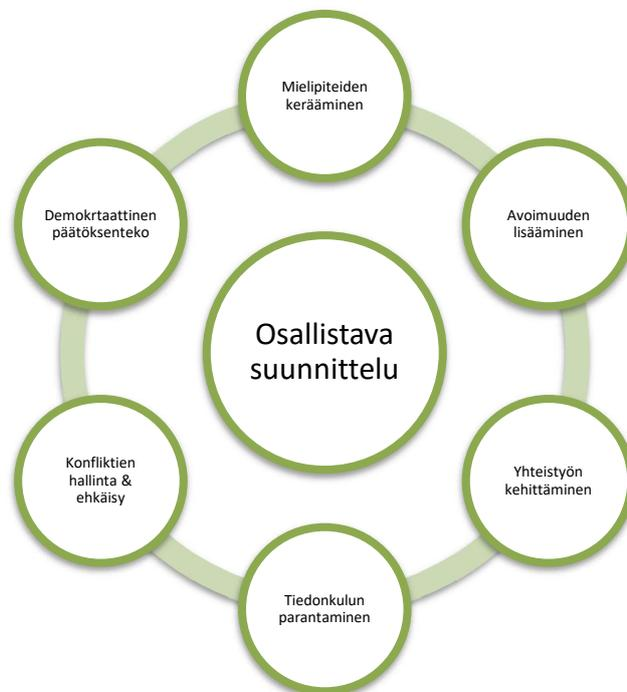 Mielipiteiden
kerääminen
Avoimuuden
lisääminen
Yhteistyön
kehittäminen
Tiedonkulun
parantaminen
Konfliktien
hallinta &
ehkäisy
Demokrtaattinen
päätöksenteko
Osallistava
suunnittelu